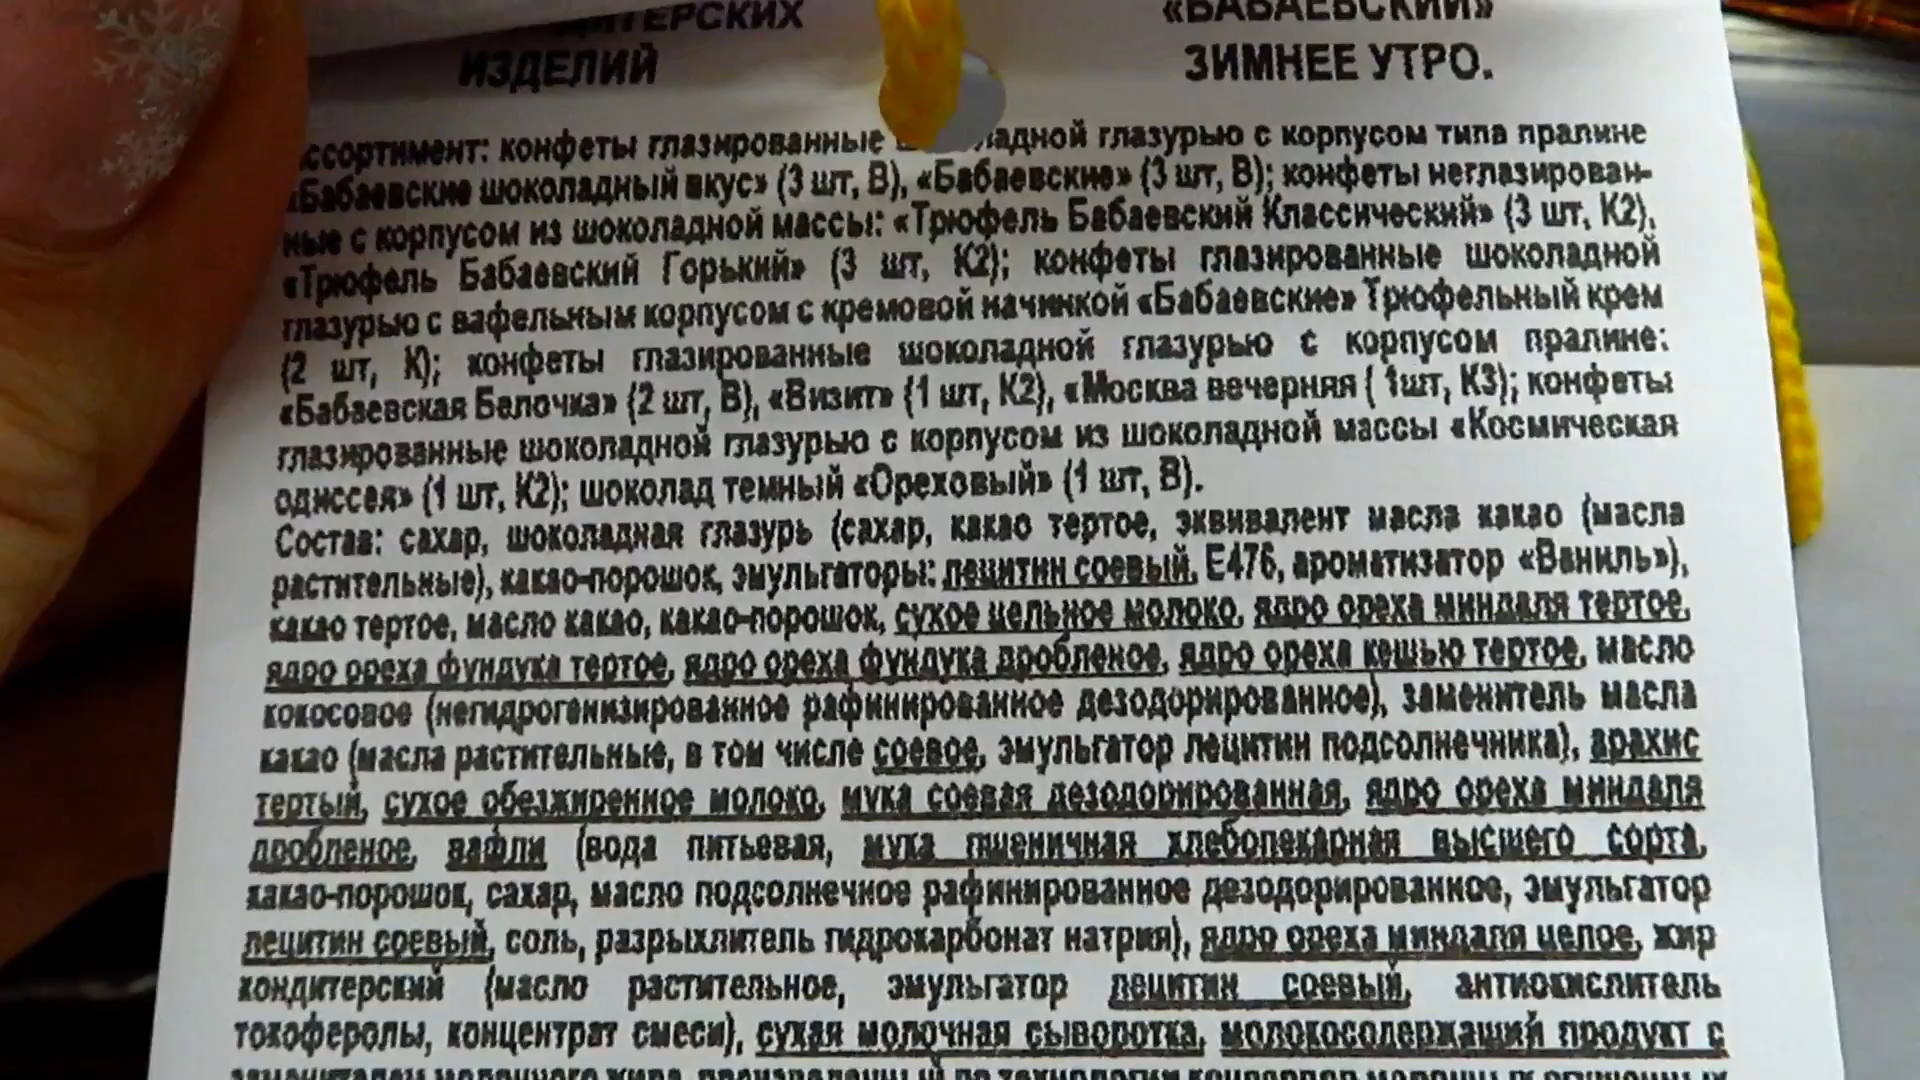 ИЗДЕЛИЙ
«БАБАЕВСКИЙ»
ЗИМНЕЕ УТРО.
ссортимент: конфеты глазированные ладной глазурью с корпусом типа пралине
«Бабаевские шоколадный вкус» (3 шт, В), «Бабаевские» (3 шт, В); конфеты неглазирован-
ные с корпусом из шоколадной массы: «Трюфель Бабаевский Классический» (3 шт, К2),
«Трюфель Бабаевский Горький» (3 шт, К2); конфеты глазированные шоколадной
глазурью с вафельным корпусом с кремовой начинкой «Бабаевские» Трюфельный крем
(2 шт, К); конфеты глазированные шоколадной глазурью с корпусом пралине:
«Бабаевская Белочка» (2 шт, В), «Визит» (1 шт, К2), «Москва вечерняя ( 1шт, К3); конфеты
глазированные шоколадной глазурью с корпусом из шоколадной массы «Космическая
одиссея» (1 шт, К2); шоколад темный «Ореховый» (1 шт, В).
Состав: сахар, шоколадная глазурь (сахар, какао тертое, эквивалент масла какао (масла
растительные), какао-порошок, эмульгаторы: лецитин соевый, Е476, ароматизатор «Ваниль»),
какао тертое, масло какао, какао-порошок, сухое цельное молоко, ядро ореха миндаля тертое,
ядро ореха фундука тертое, ядро ореха фундука дробленое, ядро ореха кешью тертое, масло
кокосовое (негидрогенизированное рафинированное дезодорированное), заменитель масла
какао (масла растительные, в том числе соевое, эмульгатор лецитин подсолнечника), арахис
тертый, сухое обезжиренное молоко, мука соевая дезодорированная, ядро ореха миндаля
дробленое, вафли (вода питьевая, мука пшеничная хлебопекарная высшего сорта,
какао-порошок, сахар, масло подсолнечное рафинированное дезодорированное, эмульгатор
лецитин соевый, соль, разрыхлитель гидрокарбонат натрия), ядро ореха миндаля целое, жир
кондитерский (масло растительное, эмульгатор лецитин соевый, антиокислитель
токоферолы, концентрат смеси), сухая молочная сыворотка, молокосодержащий продукт с